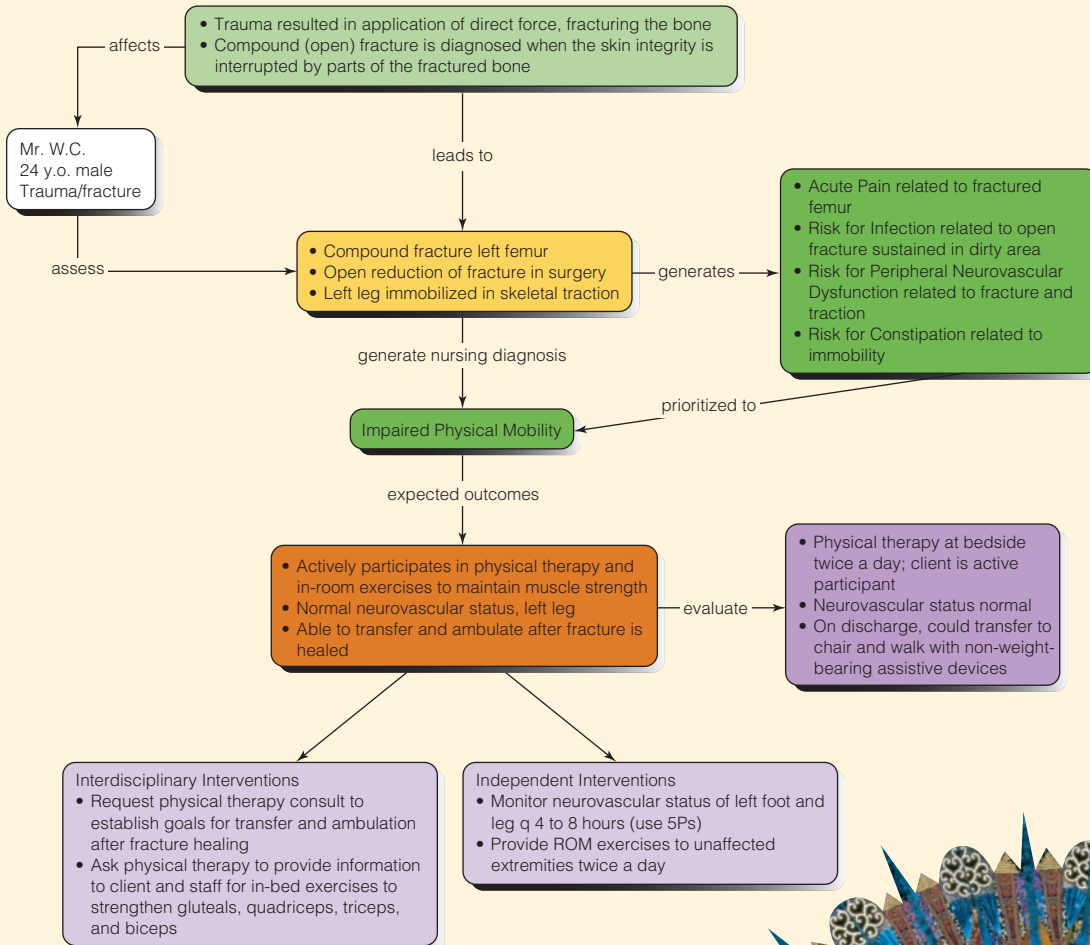 • Trauma resulted in application of direct force, fracturing the bone
• Compound (open) fracture is diagnosed when the skin integrity is
interrupted by parts of the fractured bone
affects
Mr. W.C.
24 y.o. male
Trauma/fracture
leads to
assess
• Compound fracture left femur
• Open reduction of fracture in surgery
• Left leg immobilized in skeletal traction
generates
• Acute Pain related to fractured
femur
• Risk for Infection related to open
fracture sustained in dirty area
• Risk for Peripheral Neurovascular
Dysfunction related to fracture and
traction
• Risk for Constipation related to
immobility
generate nursing diagnosis
prioritized to
Impaired Physical Mobility
expected outcomes
• Actively participates in physical therapy and
in-room exercises to maintain muscle strength
• Normal neurovascular status, left leg
• Able to transfer and ambulate after fracture is
healed
evaluate
• Physical therapy at bedside
twice a day; client is active
participant
• Neurovascular status normal
• On discharge, could transfer to
chair and walk with non-weight-
bearing assistive devices
Interdisciplinary Interventions
• Request physical therapy consult to
establish goals for transfer and ambulation
after fracture healing
• Ask physical therapy to provide information
to client and staff for in-bed exercises to
strengthen gluteals, quadriceps, triceps,
and biceps
Independent Interventions
• Monitor neurovascular status of left foot and
leg q 4 to 8 hours (use 5Ps)
• Provide ROM exercises to unaffected
extremities twice a day